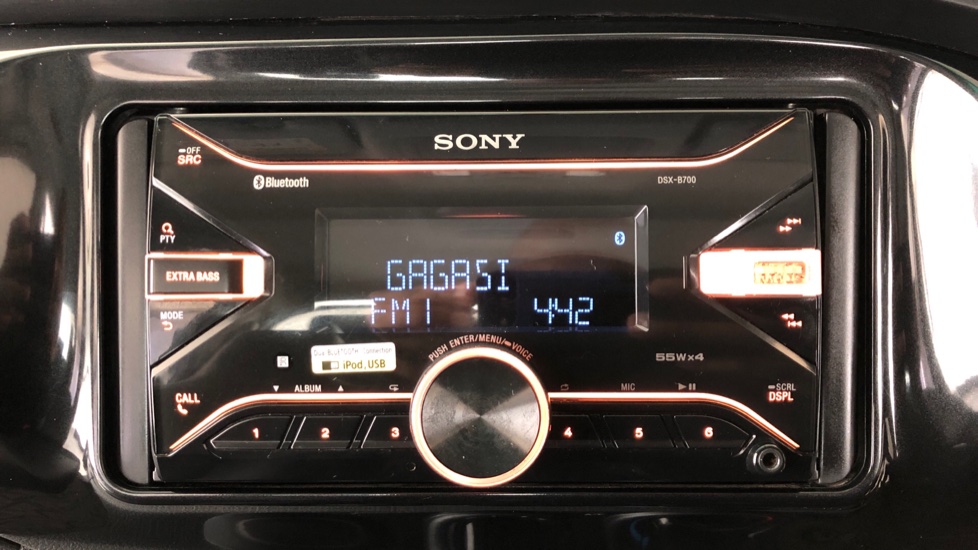 SONY
OFF
SRC
Bluetooth
DSX-B700
PTY
EXTRA BASS
GAGASI
MODE
FM1 442
PUSH ENTER/MENU/ VOICE
55W×4
iPod, USB
ALBUM
MIC
SCRL
DSPL
CALL
1 2 3 4 5 6